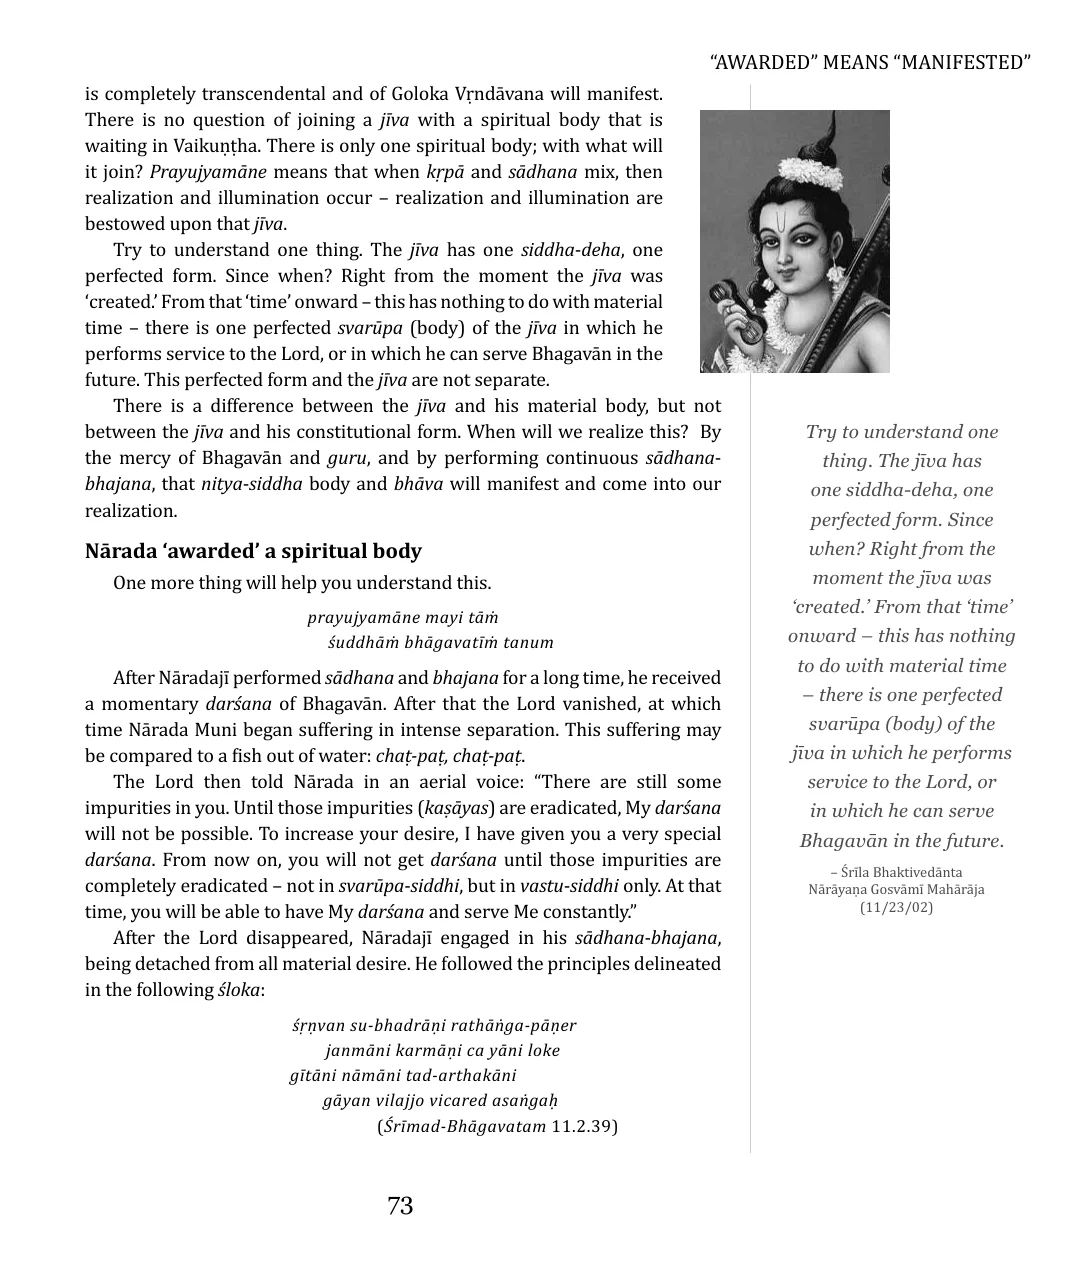 “AWARDED” MEANS “MANIFESTED”
is completely transcendental and of Goloka Vṛndāvana will manifest.
There is no question of joining a jīva with a spiritual body that is
waiting in Vaikuṇṭha. There is only one spiritual body; with what will
it join? Prayujyamāne means that when kṛpā and sādhana mix, then
realization and illumination occur – realization and illumination are
bestowed upon that jīva.
Try to understand one thing. The jīva has one siddha-deha, one
perfected form. Since when? Right from the moment the jīva was
‘created.’ From that ‘time’ onward – this has nothing to do with material
time – there is one perfected svarūpa (body) of the jīva in which he
performs service to the Lord, or in which he can serve Bhagavān in the
future. This perfected form and the jīva are not separate.
There is a difference between the jīva and his material body, but not
between the jīva and his constitutional form. When will we realize this? By
the mercy of Bhagavān and guru, and by performing continuous sādhana-
bhajana, that nitya-siddha body and bhāva will manifest and come into our
realization.
Nārada ‘awarded’ a spiritual body
One more thing will help you understand this.
prayujyamāne mayi tāṁ
śuddhāṁ bhāgavatīṁ tanum
After Nāradajī performed sādhana and bhajana for a long time, he received
a momentary darśana of Bhagavān. After that the Lord vanished, at which
time Nārada Muni began suffering in intense separation. This suffering may
be compared to a fish out of water: chaṭ-paṭ, chaṭ-paṭ.
The Lord then told Nārada in an aerial voice: “There are still some
impurities in you. Until those impurities (kaṣāyas) are eradicated, My darśana
will not be possible. To increase your desire, I have given you a very special
darśana. From now on, you will not get darśana until those impurities are
completely eradicated – not in svarūpa-siddhi, but in vastu-siddhi only. At that
time, you will be able to have My darśana and serve Me constantly.”
After the Lord disappeared, Nāradajī engaged in his sādhana-bhajana,
being detached from all material desire. He followed the principles delineated
in the following śloka:
śṛṇvan su-bhadrāṇi rathāṅga-pāṇer
janmāni karmāṇi ca yāni loke
gītāni nāmāni tad-arthakāni
gāyan vilajjo vicared asaṅgaḥ
(Śrīmad-Bhāgavatam 11.2.39)
Try to understand one
thing. The jīva has
one siddha-deha, one
perfected form. Since
when? Right from the
moment the jīva was
‘created.’ From that ‘time’
onward – this has nothing
to do with material time
– there is one perfected
svarūpa (body) of the
jīva in which he performs
service to the Lord, or
in which he can serve
Bhagavān in the future.
– Śrīla Bhaktivedānta
Nārāyaṇa Gosvāmī Mahārāja
(11/23/02)
73